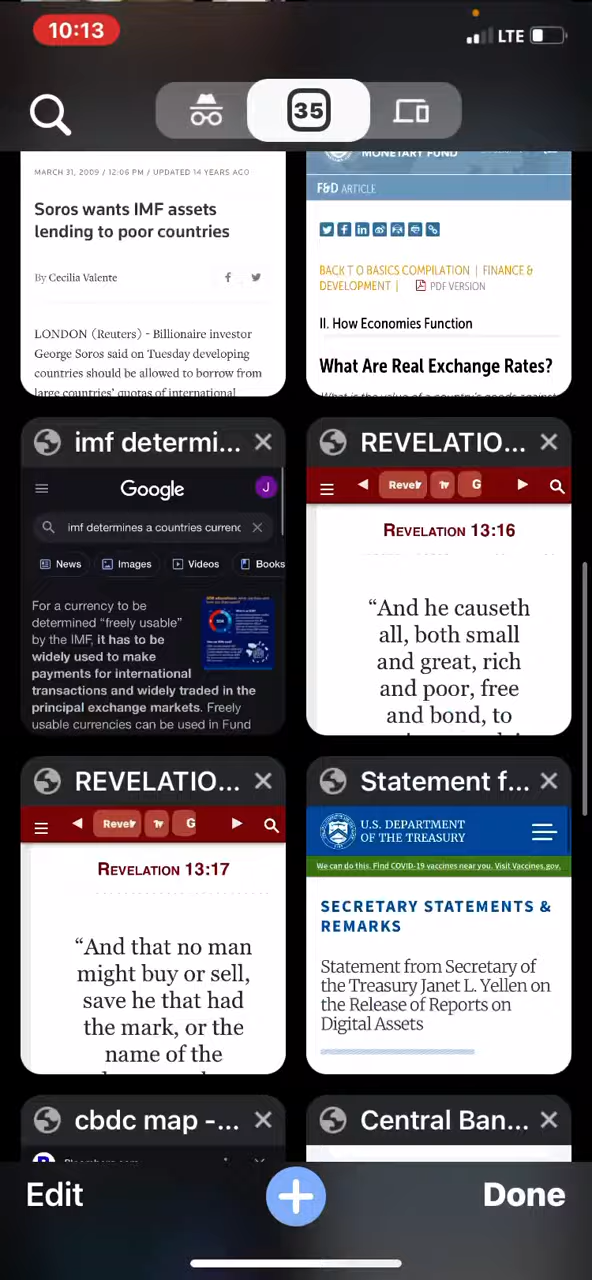 10:13
LTE
35
MARCH 31, 2009 / 12:06 PM / UPDATED 14 YEARS AGO
Soros wants IMF assets
lending to poor countries
By Cecilia Valente
LONDON (Reuters) - Billionaire investor
George Soros said on Tuesday developing
countries should be allowed to borrow from
large countries' quotas of international
MONETARY FUND
F&D ARTICLE
BACK T O BASICS COMPILATION | FINANCE &
DEVELOPMENT | PDF VERSION
II. How Economies Function
What Are Real Exchange Rates?
imf determi...
Google
J
imf determines a countries curren
News Images Videos Books
For a currency to be
determined “freely usable”
by the IMF, it has to be
widely used to make
payments for international
transactions and widely traded in the
principal exchange markets. Freely
usable currencies can be used in Fund
REVELATIO...
Revel 1v G
REVELATION 13:16
“And he causeth
all, both small
and great, rich
and poor, free
and bond, to
REVELATIO...
Revel 1v G
REVELATION 13:17
“And that no man
might buy or sell,
save he that had
the mark, or the
name of the
Statement f...
U.S. DEPARTMENT
OF THE TREASURY
We can do this. Find COVID-19 vaccines near you. Visit Vaccines.gov.
SECRETARY STATEMENTS &
REMARKS
Statement from Secretary of
the Treasury Janet L. Yellen on
the Release of Reports on
Digital Assets
cbdc map -...
Central Ban...
Edit
Done